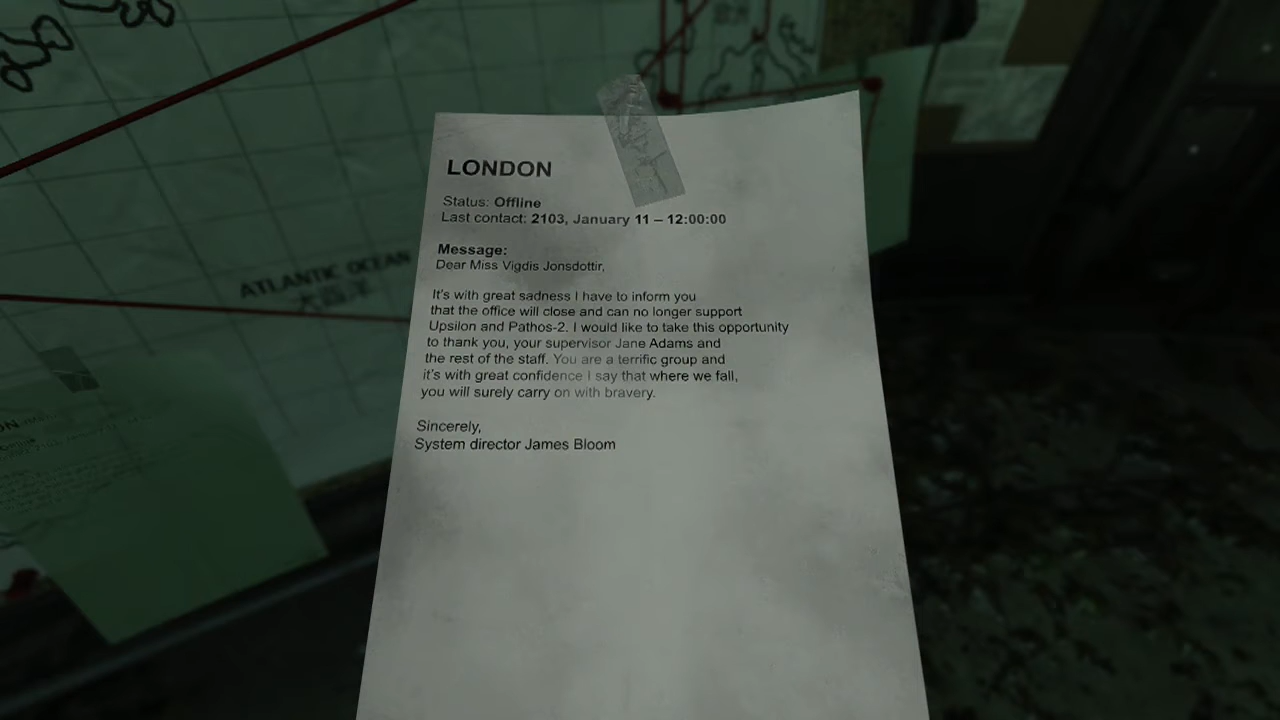 LONDON
Status: Offline
Last contact: 2103, January 11 – 12:00:00
Message:
Dear Miss Vigdis Jonsdottir,
It's with great sadness I have to inform you
that the office will close and can no longer support
Upsilon and Pathos-2. I would like to take this opportunity
to thank you, your supervisor Jane Adams and
the rest of the staff. You are a terrific group and
it's with great confidence I say that where we fall,
you will surely carry on with bravery.
Sincerely,
System director James Bloom
ATLANTIC OCEAN
大西洋